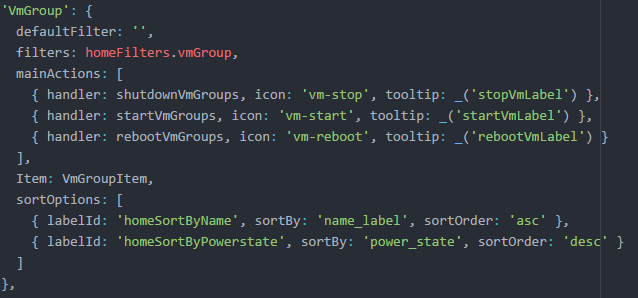 'VmGroup': {
defaultFilter: '',
filters: homeFilters.vmGroup,
mainActions: [
{ handler: shutdownVmGroups, icon: 'vm-stop', tooltip: _('stopVmLabel') },
{ handler: startVmGroups, icon: 'vm-start', tooltip: _('startVmLabel') },
{ handler: rebootVmGroups, icon: 'vm-reboot', tooltip: _('rebootVmLabel') }
],
Item: VmGroupItem,
sortOptions: [
{ labelId: 'homeSortByName', sortBy: 'name_label', sortOrder: 'asc' },
{ labelId: 'homeSortByPowerstate', sortBy: 'power_state', sortOrder: 'desc' }
]
},